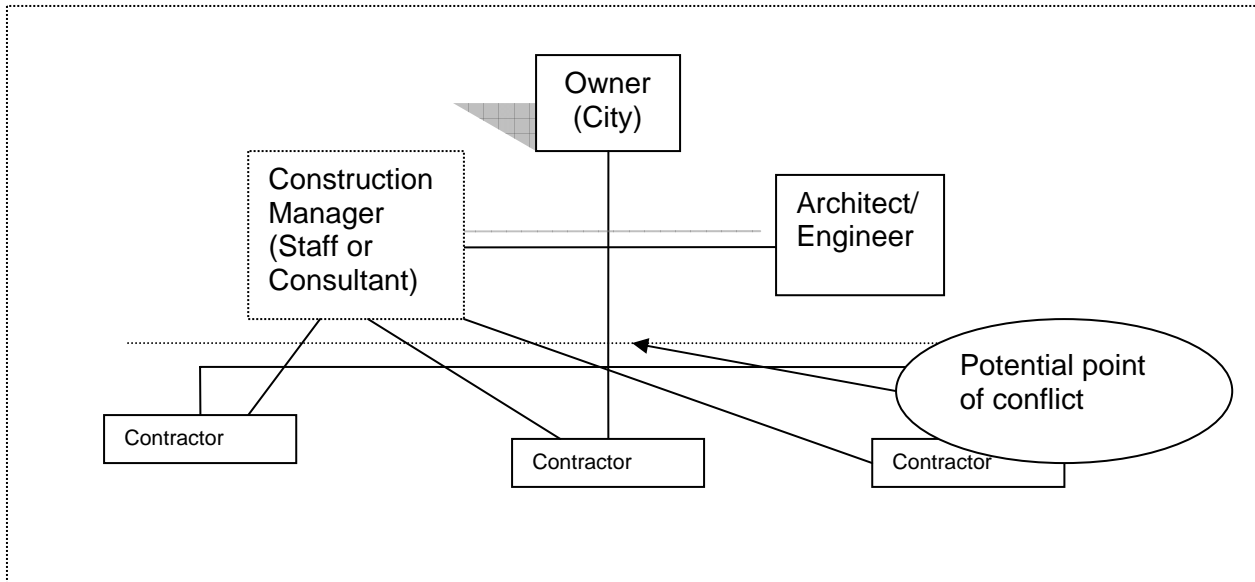 Owner
(City)
Construction
Manager
(Staff or
Consultant)
Architect/
Engineer
Potential point
of conflict
Contractor
Contractor
Contractor